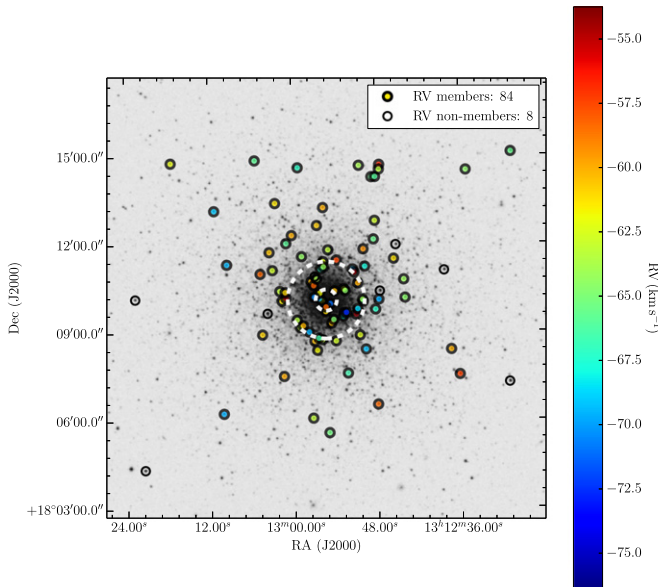 RV members: 84
RV non-members: 8
Dec (J2000)
15′00.0″
12′00.0″
09′00.0″
06′00.0″
+18°03′00.0″
24.00ˢ 12.00ˢ 13ᵐ00.00ˢ 48.00ˢ 13ʰ12ᵐ36.00ˢ
RA (J2000)
−55.0
−57.5
−60.0
−62.5
−65.0
−67.5
−70.0
−72.5
−75.0
RV (km.s⁻¹)